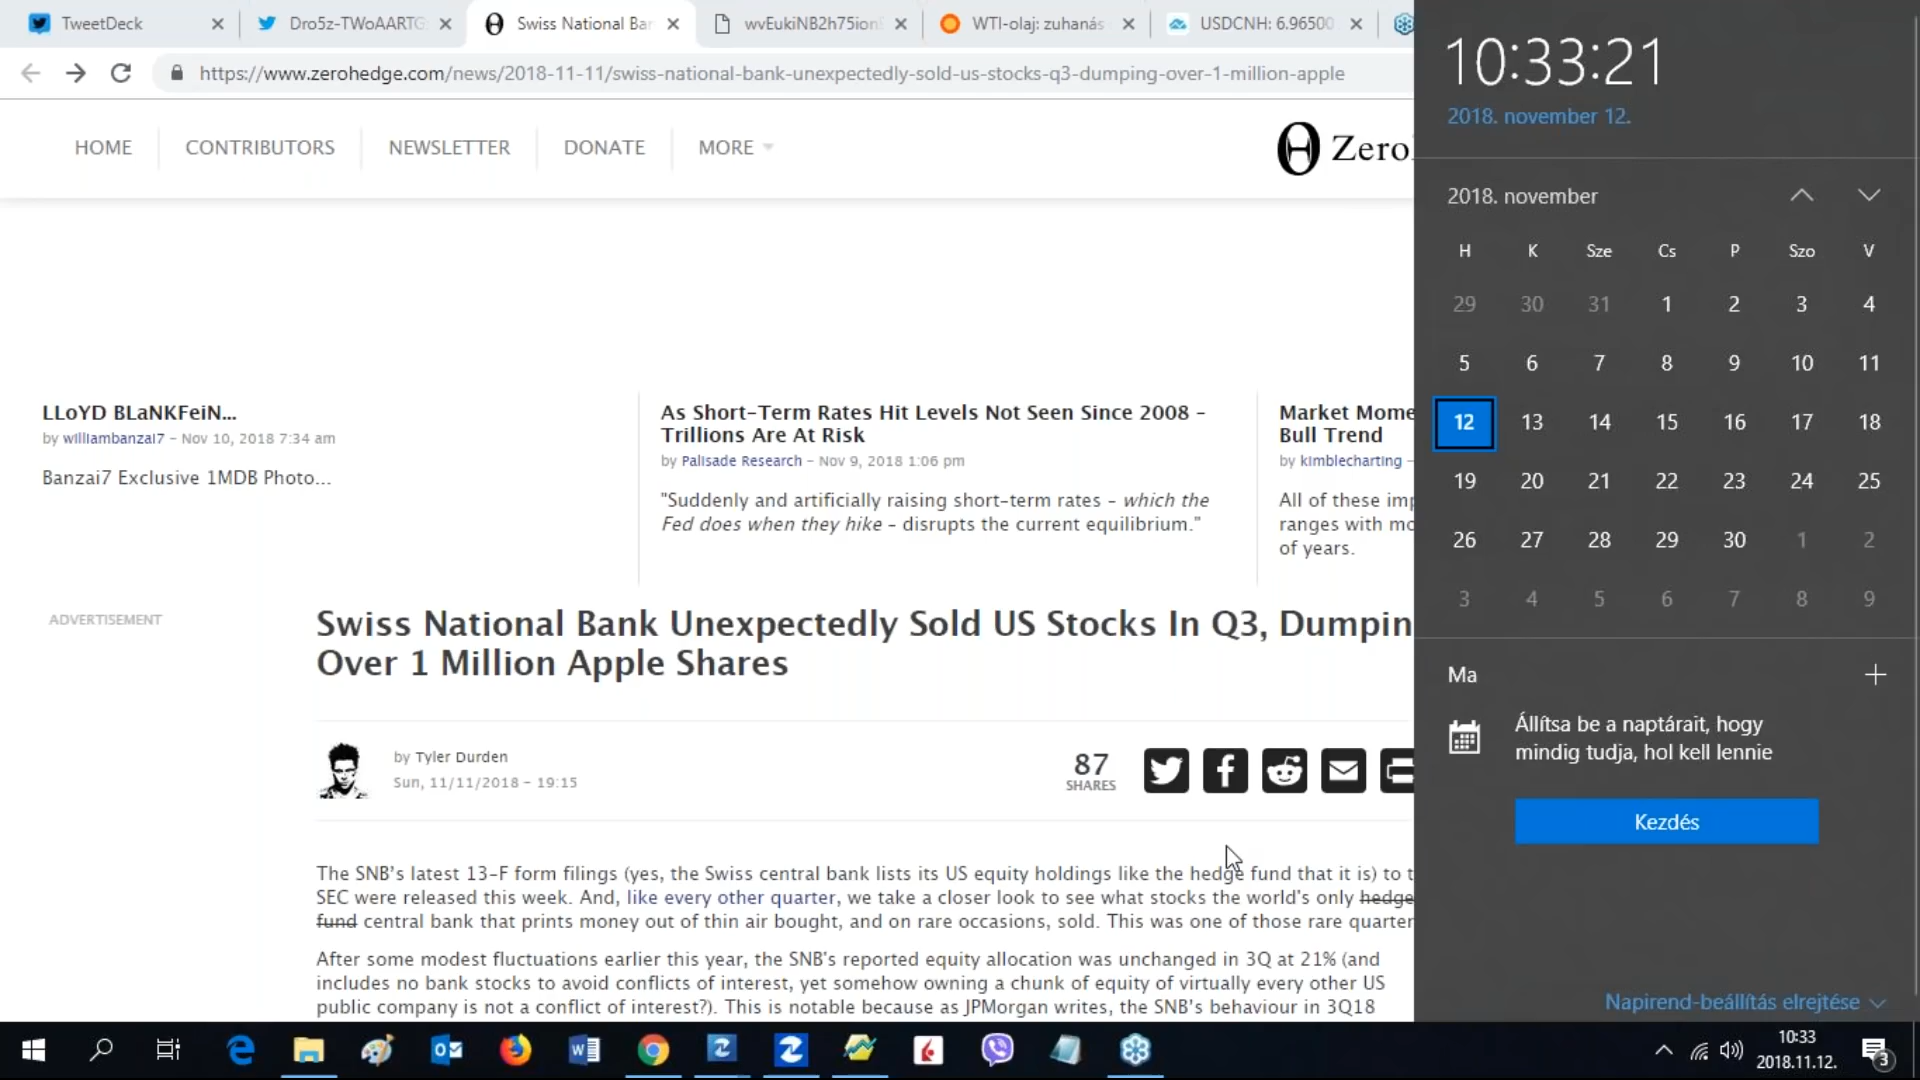 TweetDeck
Dro5z-TWoAARTG
Swiss National Ba
wvEukiNB2h75ion
WTI-olaj: zuhanás
USDCNH: 6.96500
https://www.zerohedge.com/news/2018-11-11/swiss-national-bank-unexpectedly-sold-us-stocks-q3-dumping-over-1-million-apple
HOME
CONTRIBUTORS
NEWSLETTER
DONATE
MORE
Zero
LLoYD BLaNKFeiN...
by williambanzai7 – Nov 10, 2018 7:34 am
Banzai7 Exclusive 1MDB Photo...
As Short-Term Rates Hit Levels Not Seen Since 2008 –
Trillions Are At Risk
by Palisade Research – Nov 9, 2018 1:06 pm
"Suddenly and artificially raising short-term rates – which the
Fed does when they hike – disrupts the current equilibrium."
Market Mome
Bull Trend
by kimblecharting –
All of these imp
ranges with mo
of years.
ADVERTISEMENT
Swiss National Bank Unexpectedly Sold US Stocks In Q3, Dumpin
Over 1 Million Apple Shares
by Tyler Durden
Sun, 11/11/2018 – 19:15
87
SHARES
The SNB's latest 13-F form filings (yes, the Swiss central bank lists its US equity holdings like the hedge fund that it is) to t
SEC were released this week. And, like every other quarter, we take a closer look to see what stocks the world's only hedge
fund central bank that prints money out of thin air bought, and on rare occasions, sold. This was one of those rare quarter
After some modest fluctuations earlier this year, the SNB's reported equity allocation was unchanged in 3Q at 21% (and
includes no bank stocks to avoid conflicts of interest, yet somehow owning a chunk of equity of virtually every other US
public company is not a conflict of interest?). This is notable because as JPMorgan writes, the SNB's behaviour in 3Q18
10:33:21
2018. november 12.
2018. november
H K Sze Cs P Szo V
29 30 31 1 2 3 4
5 6 7 8 9 10 11
12 13 14 15 16 17 18
19 20 21 22 23 24 25
26 27 28 29 30 1 2
3 4 5 6 7 8 9
Ma
Állítsa be a naptárait, hogy
mindig tudja, hol kell lennie
Kezdés
Napirend-beállítás elrejtése
10:33
2018.11.12.
3